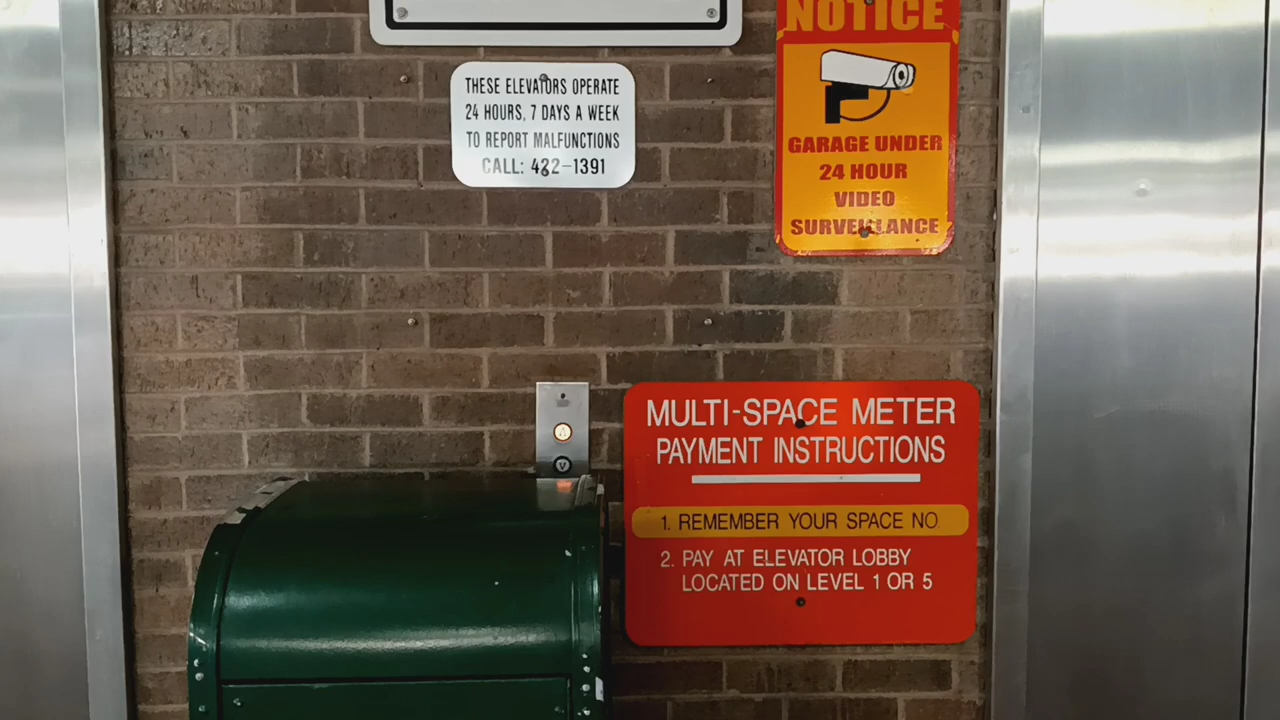 NOTICE
GARAGE UNDER
24 HOUR
VIDEO
SURVEILLANCE
THESE ELEVATORS OPERATE
24 HOURS, 7 DAYS A WEEK
TO REPORT MALFUNCTIONS
CALL: 422-1391
MULTI-SPACE METER
PAYMENT INSTRUCTIONS
1. REMEMBER YOUR SPACE NO.
2. PAY AT ELEVATOR LOBBY
LOCATED ON LEVEL 1 OR 5